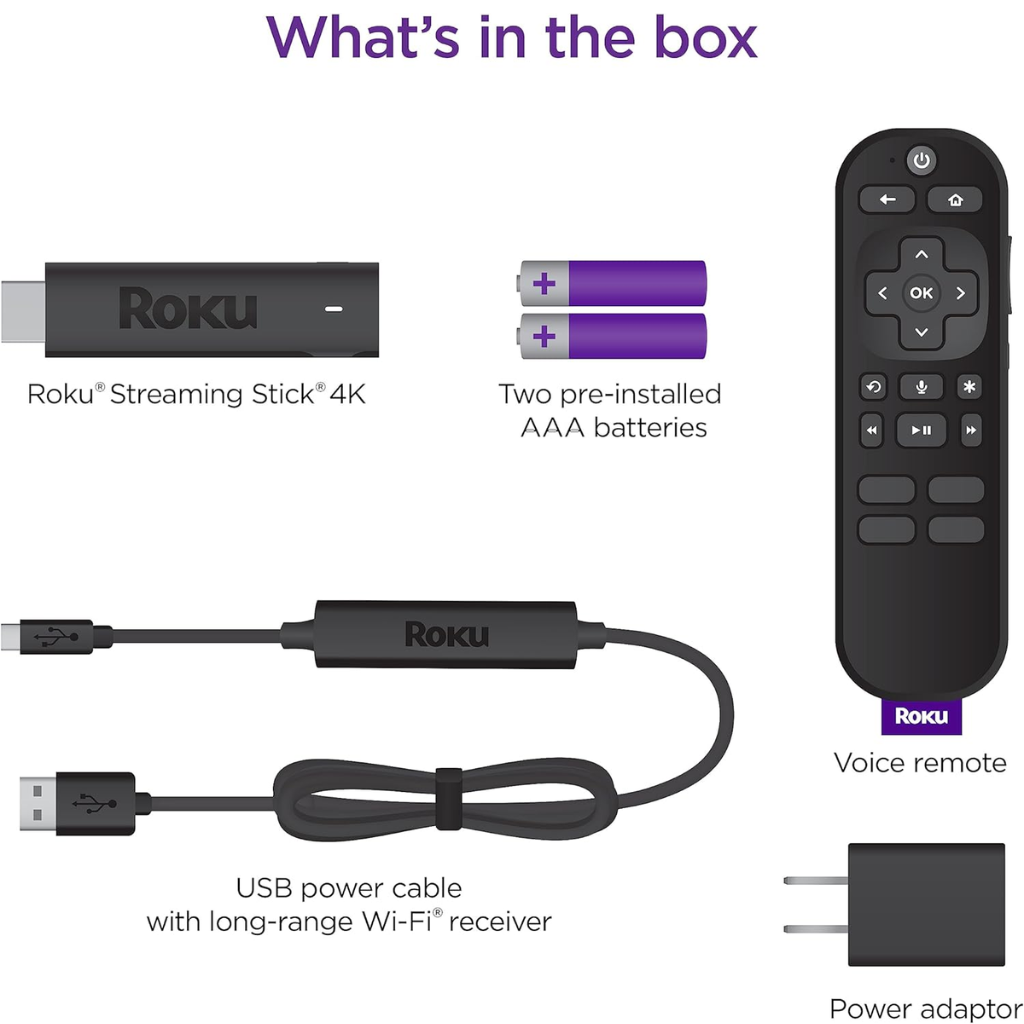 What's in the box
ROKU
Roku® Streaming Stick® 4K
Two pre-installed
AAA batteries
OK
ROKU
Voice remote
ROKU
USB power cable
with long-range Wi-Fi® receiver
Power adaptor